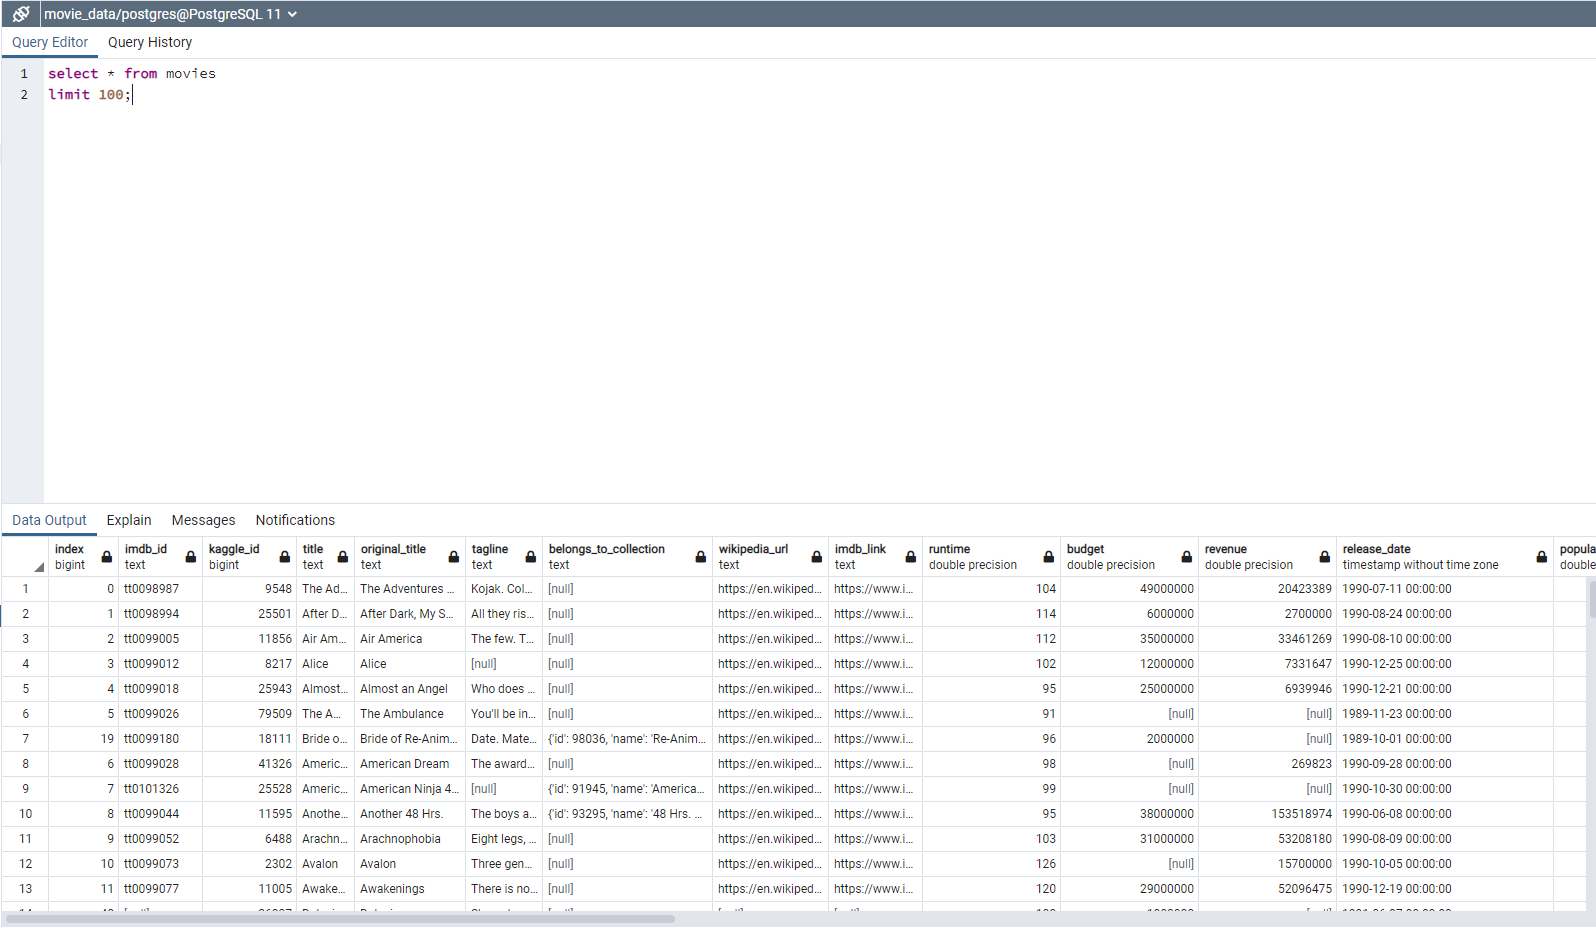 movie_data/postgres@PostgreSQL 11
Query Editor Query History
1 select * from movies
2 limit 100;
Data Output Explain Messages Notifications
index imdb_id kaggle_id title original_title tagline belongs_to_collection wikipedia_url imdb_link runtime budget revenue release_date popula
bigint text bigint text text text text text text double precision double precision double precision timestamp without time zone double
1 0 tt0098987 9548 The Ad... The Adventures ... Kojak. Col... [null] https://en.wikiped... https://www.i... 104 49000000 20423389 1990-07-11 00:00:00
2 1 tt0098994 25501 After D... After Dark, My S... All they ris... [null] https://en.wikiped... https://www.i... 114 6000000 2700000 1990-08-24 00:00:00
3 2 tt0099005 11856 Air Am... Air America The few. T... [null] https://en.wikiped... https://www.i... 112 35000000 33461269 1990-08-10 00:00:00
4 3 tt0099012 8217 Alice Alice [null] [null] https://en.wikiped... https://www.i... 102 12000000 7331647 1990-12-25 00:00:00
5 4 tt0099018 25943 Almost... Almost an Angel Who does ... [null] https://en.wikiped... https://www.i... 95 25000000 6939946 1990-12-21 00:00:00
6 5 tt0099026 79509 The A... The Ambulance You'll be in... [null] https://en.wikiped... https://www.i... 91 [null] [null] 1989-11-23 00:00:00
7 19 tt0099180 18111 Bride o... Bride of Re-Anim... Date. Mate... {'id': 98036, 'name': 'Re-Anim... https://en.wikiped... https://www.i... 96 2000000 [null] 1989-10-01 00:00:00
8 6 tt0099028 41326 Americ... American Dream The award... [null] https://en.wikiped... https://www.i... 98 [null] 269823 1990-09-28 00:00:00
9 7 tt0101326 25528 Americ... American Ninja 4... [null] {'id': 91945, 'name': 'America... https://en.wikiped... https://www.i... 99 [null] [null] 1990-10-30 00:00:00
10 8 tt0099044 11595 Anothe... Another 48 Hrs. The boys a... {'id': 93295, 'name': '48 Hrs. ... https://en.wikiped... https://www.i... 95 38000000 153518974 1990-06-08 00:00:00
11 9 tt0099052 6488 Arachn... Arachnophobia Eight legs, ... [null] https://en.wikiped... https://www.i... 103 31000000 53208180 1990-08-09 00:00:00
12 10 tt0099073 2302 Avalon Avalon Three gen... [null] https://en.wikiped... https://www.i... 126 [null] 15700000 1990-10-05 00:00:00
13 11 tt0099077 11005 Awake... Awakenings There is no... [null] https://en.wikiped... https://www.i... 120 29000000 52096475 1990-12-19 00:00:00